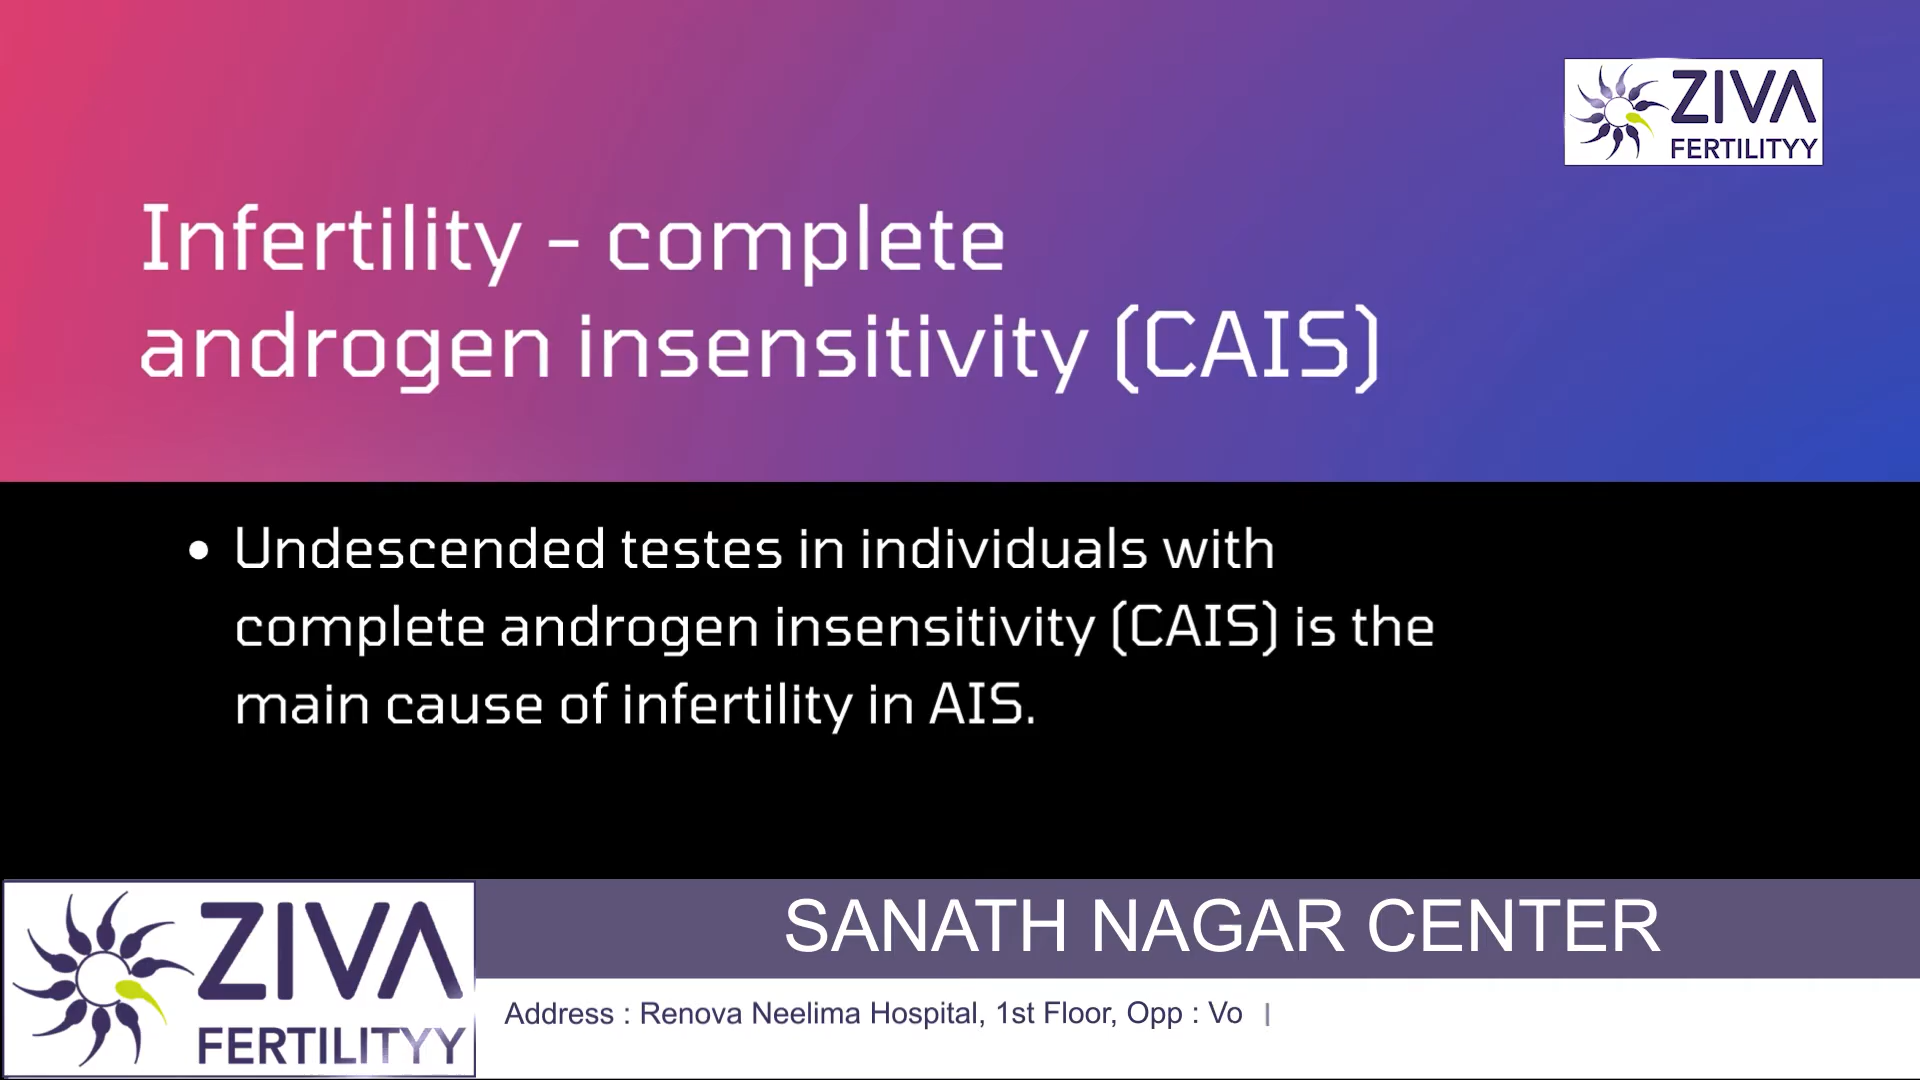 ZIVA
FERTILITYY
Infertility - complete
androgen insensitivity (CAIS)
• Undescended testes in individuals with
complete androgen insensitivity (CAIS) is the
main cause of infertility in AIS.
ZIVA
FERTILITYY
SANATH NAGAR CENTER
Address : Renova Neelima Hospital, 1st Floor, Opp : Vo